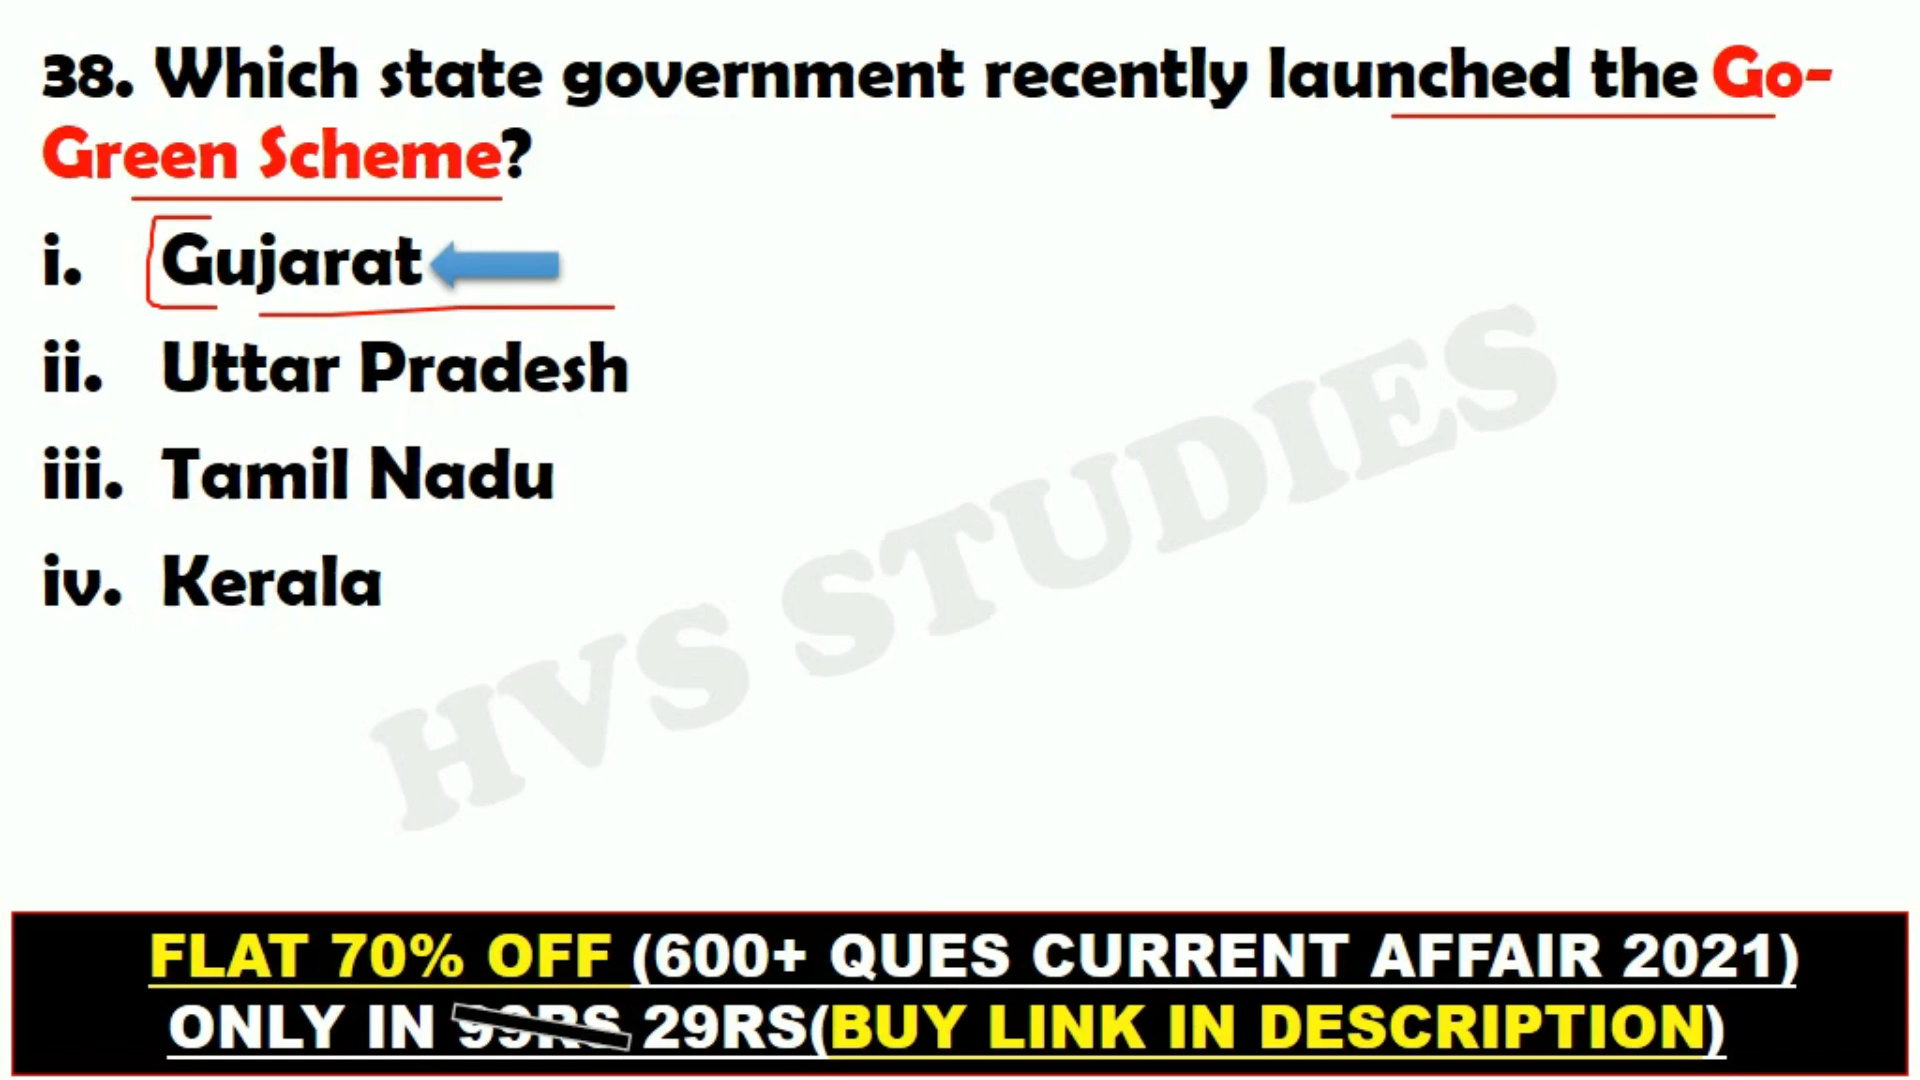 38. Which state government recently launched the Go-
Green Scheme?
i. Gujarat
ii. Uttar Pradesh
iii. Tamil Nadu
iv. Kerala
HVS STUDIES
FLAT 70% OFF (600+ QUES CURRENT AFFAIR 2021)
ONLY IN 99RS 29RS(BUY LINK IN DESCRIPTION)